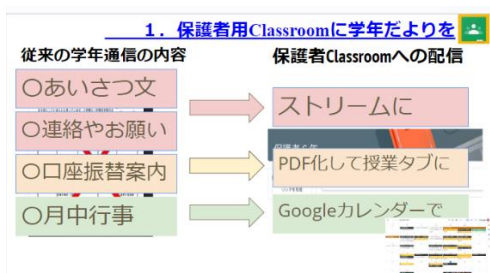 １．保護者用Classroomに学年だよりを
従来の学年通信の内容
保護者Classroomへの配信
〇あいさつ文
〇連絡やお願い
ストリームに
〇口座振替案内
PDF化して授業タブに
〇月中行事
Googleカレンダーで